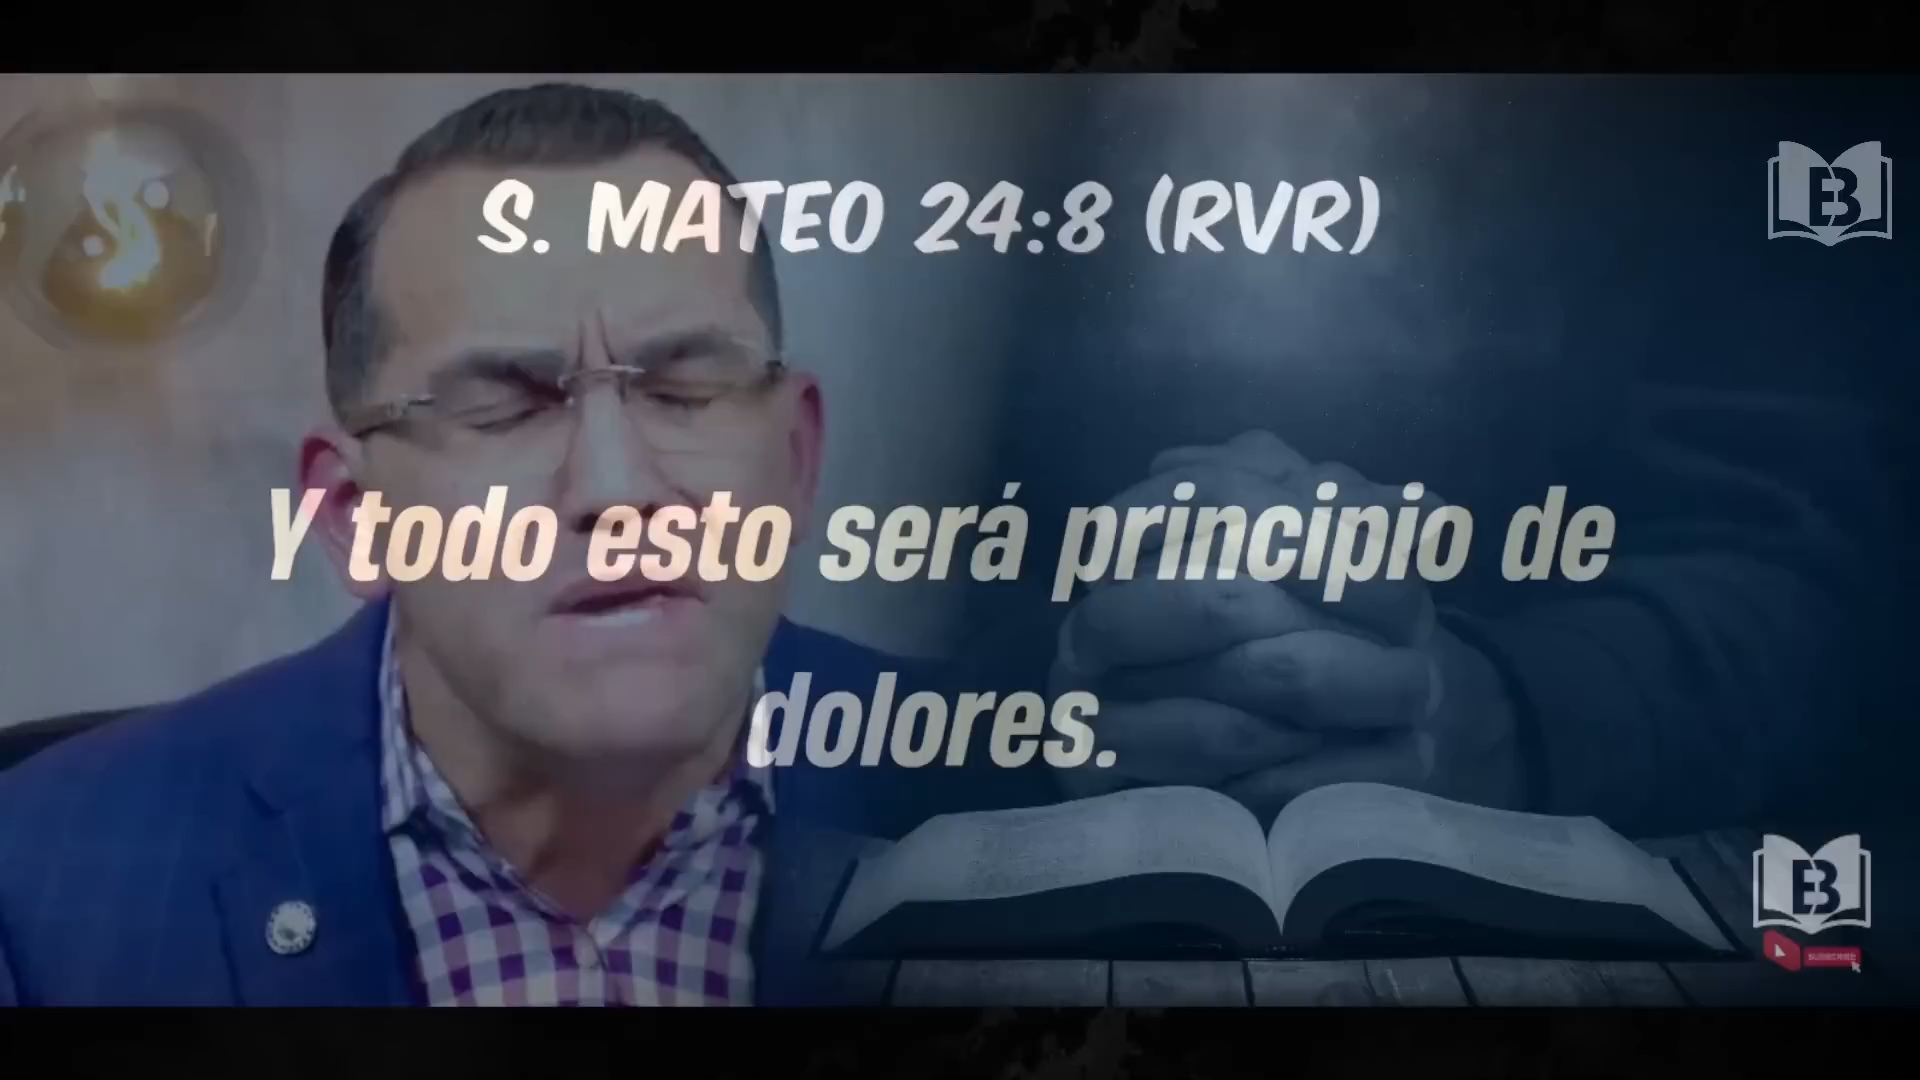 S. MATEO 24:8 (RVR)
Y todo esto será principio de
dolores.